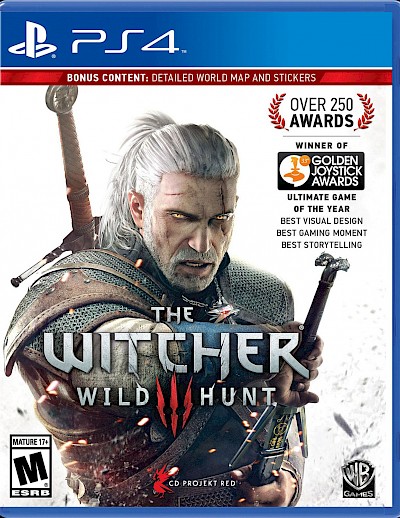 PS4
BONUS CONTENT: DETAILED WORLD MAP AND STICKERS
OVER 250
AWARDS
WINNER OF
GOLDEN
JOYSTICK
AWARDS
ULTIMATE GAME
OF THE YEAR
BEST VISUAL DESIGN
BEST GAMING MOMENT
BEST STORYTELLING
THE
WITCHER
WILD III HUNT
MATURE 17+
M
ESRB
CD PROJEKT RED
WB
GAMES